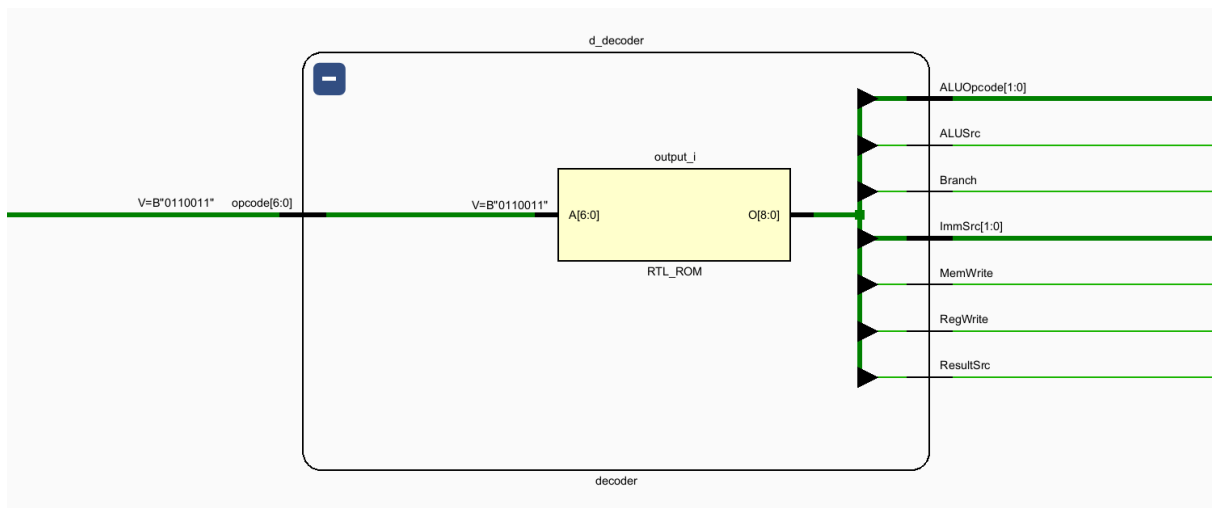 d_decoder
ALUOpcode[1:0]
ALUSrc
output_i
Branch
V=B"0110011" opcode[6:0]
V=B"0110011"
A[6:0] O[8:0]
ImmSrc[1:0]
RTL_ROM
MemWrite
RegWrite
ResultSrc
decoder